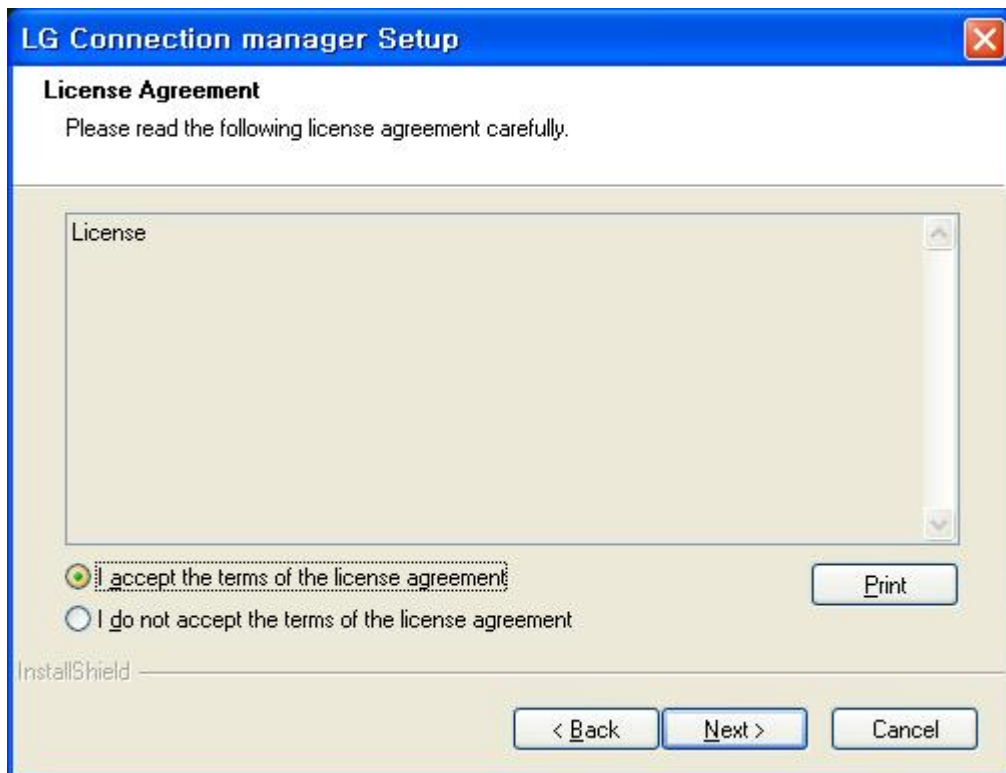 LG Connection manager Setup
License Agreement
Please read the following license agreement carefully.
License
I accept the terms of the license agreement
Print
I do not accept the terms of the license agreement
InstallShield
< Back
Next >
Cancel